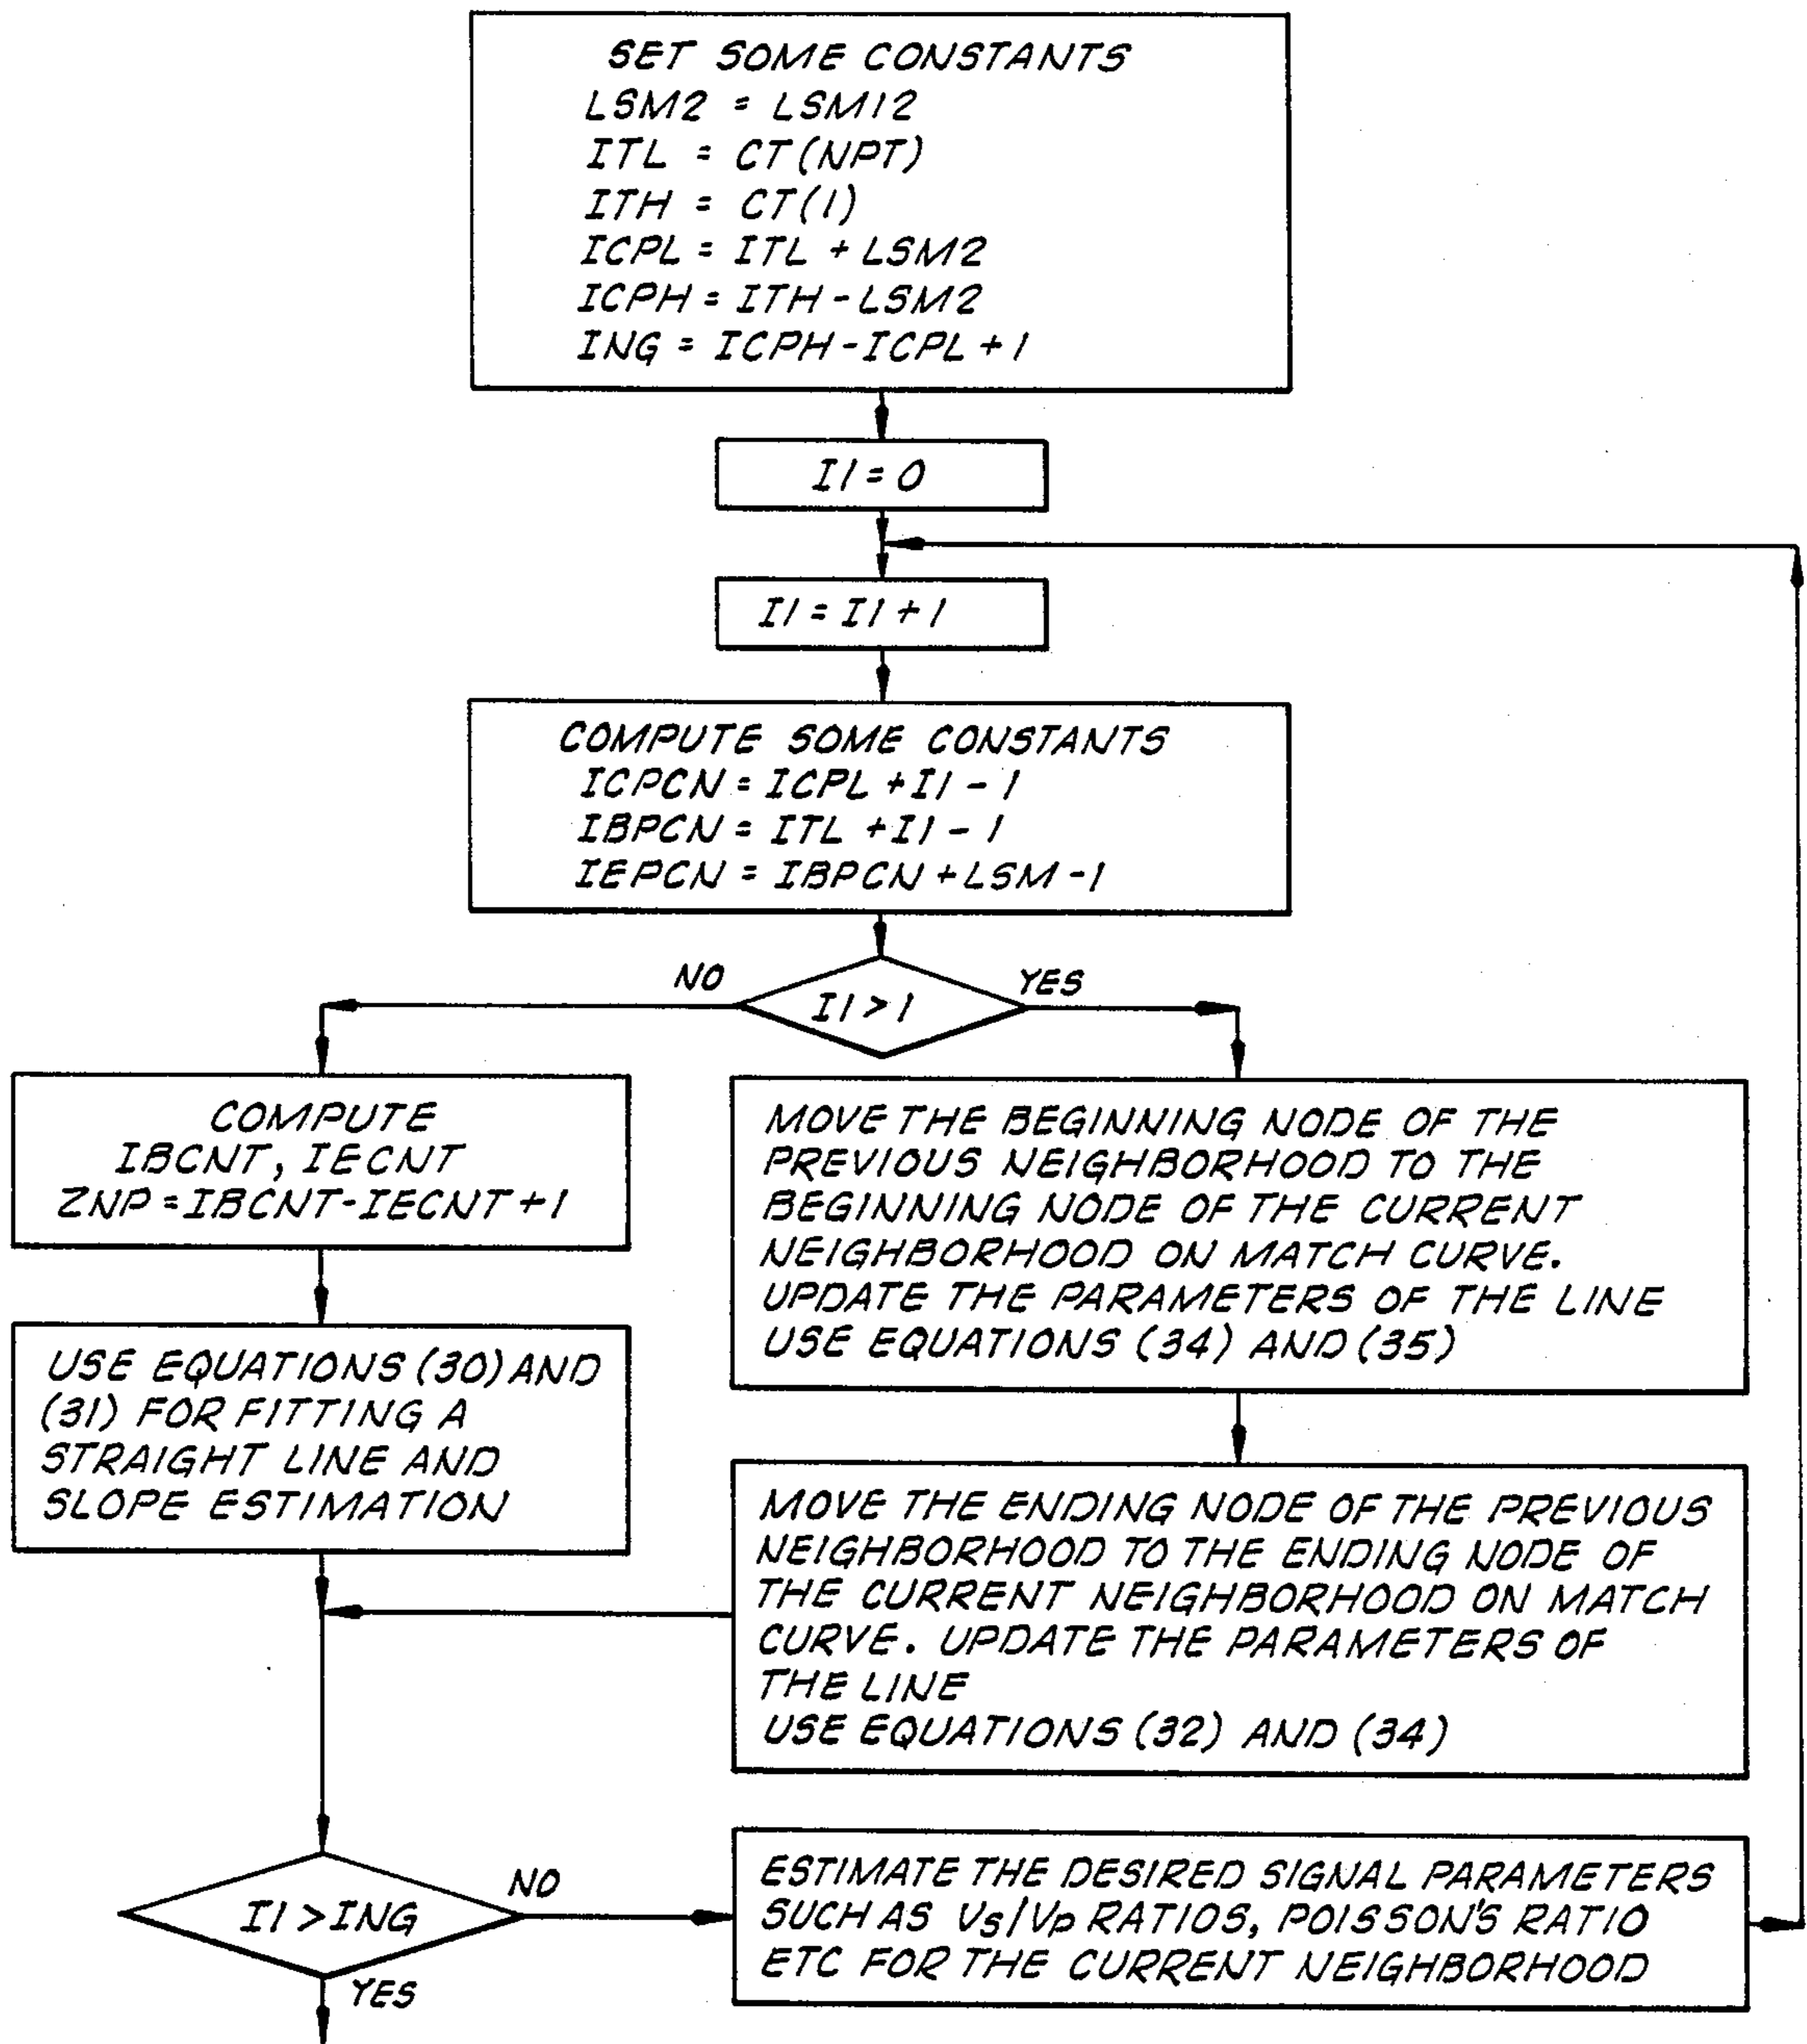 SET SOME CONSTANTS
LSM2 = LSM12
ITL = CT(NPT)
ITH = CT(1)
ICPL = ITL + LSM2
ICPH = ITH - LSM2
ING = ICPH - ICPL + 1
I1 = 0
I1 = I1 + 1
COMPUTE SOME CONSTANTS
ICPCN = ICPL + I1 - 1
IBPCN = ITL + I1 - 1
IEPCN = IBPCN + LSM - 1
NO
YES
I1 > 1
COMPUTE
IBCNT, IECNT
ZNP = IBCNT - IECNT + 1
MOVE THE BEGINNING NODE OF THE
PREVIOUS NEIGHBORHOOD TO THE
BEGINNING NODE OF THE CURRENT
NEIGHBORHOOD ON MATCH CURVE.
UPDATE THE PARAMETERS OF THE LINE
USE EQUATIONS (34) AND (35)
USE EQUATIONS (30) AND
(31) FOR FITTING A
STRAIGHT LINE AND
SLOPE ESTIMATION
MOVE THE ENDING NODE OF THE PREVIOUS
NEIGHBORHOOD TO THE ENDING NODE OF
THE CURRENT NEIGHBORHOOD ON MATCH
CURVE. UPDATE THE PARAMETERS OF
THE LINE
USE EQUATIONS (32) AND (34)
I1 > ING
NO
YES
ESTIMATE THE DESIRED SIGNAL PARAMETERS
SUCH AS Vs/Vp RATIOS, POISSON'S RATIO
ETC FOR THE CURRENT NEIGHBORHOOD